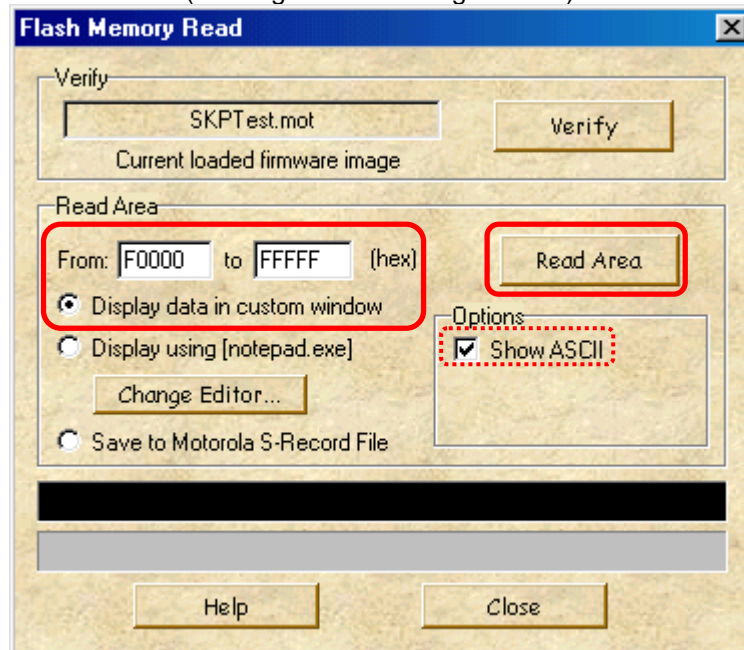 Flash Memory Read
Verify
SKPTest.mot
Verify
Current loaded firmware image
Read Area
From: F0000 to FFFFF (hex)
Read Area
Display data in custom window
Options
Display using [notepad.exe]
Show ASCII
Change Editor...
Save to Motorola S-Record File
Help
Close